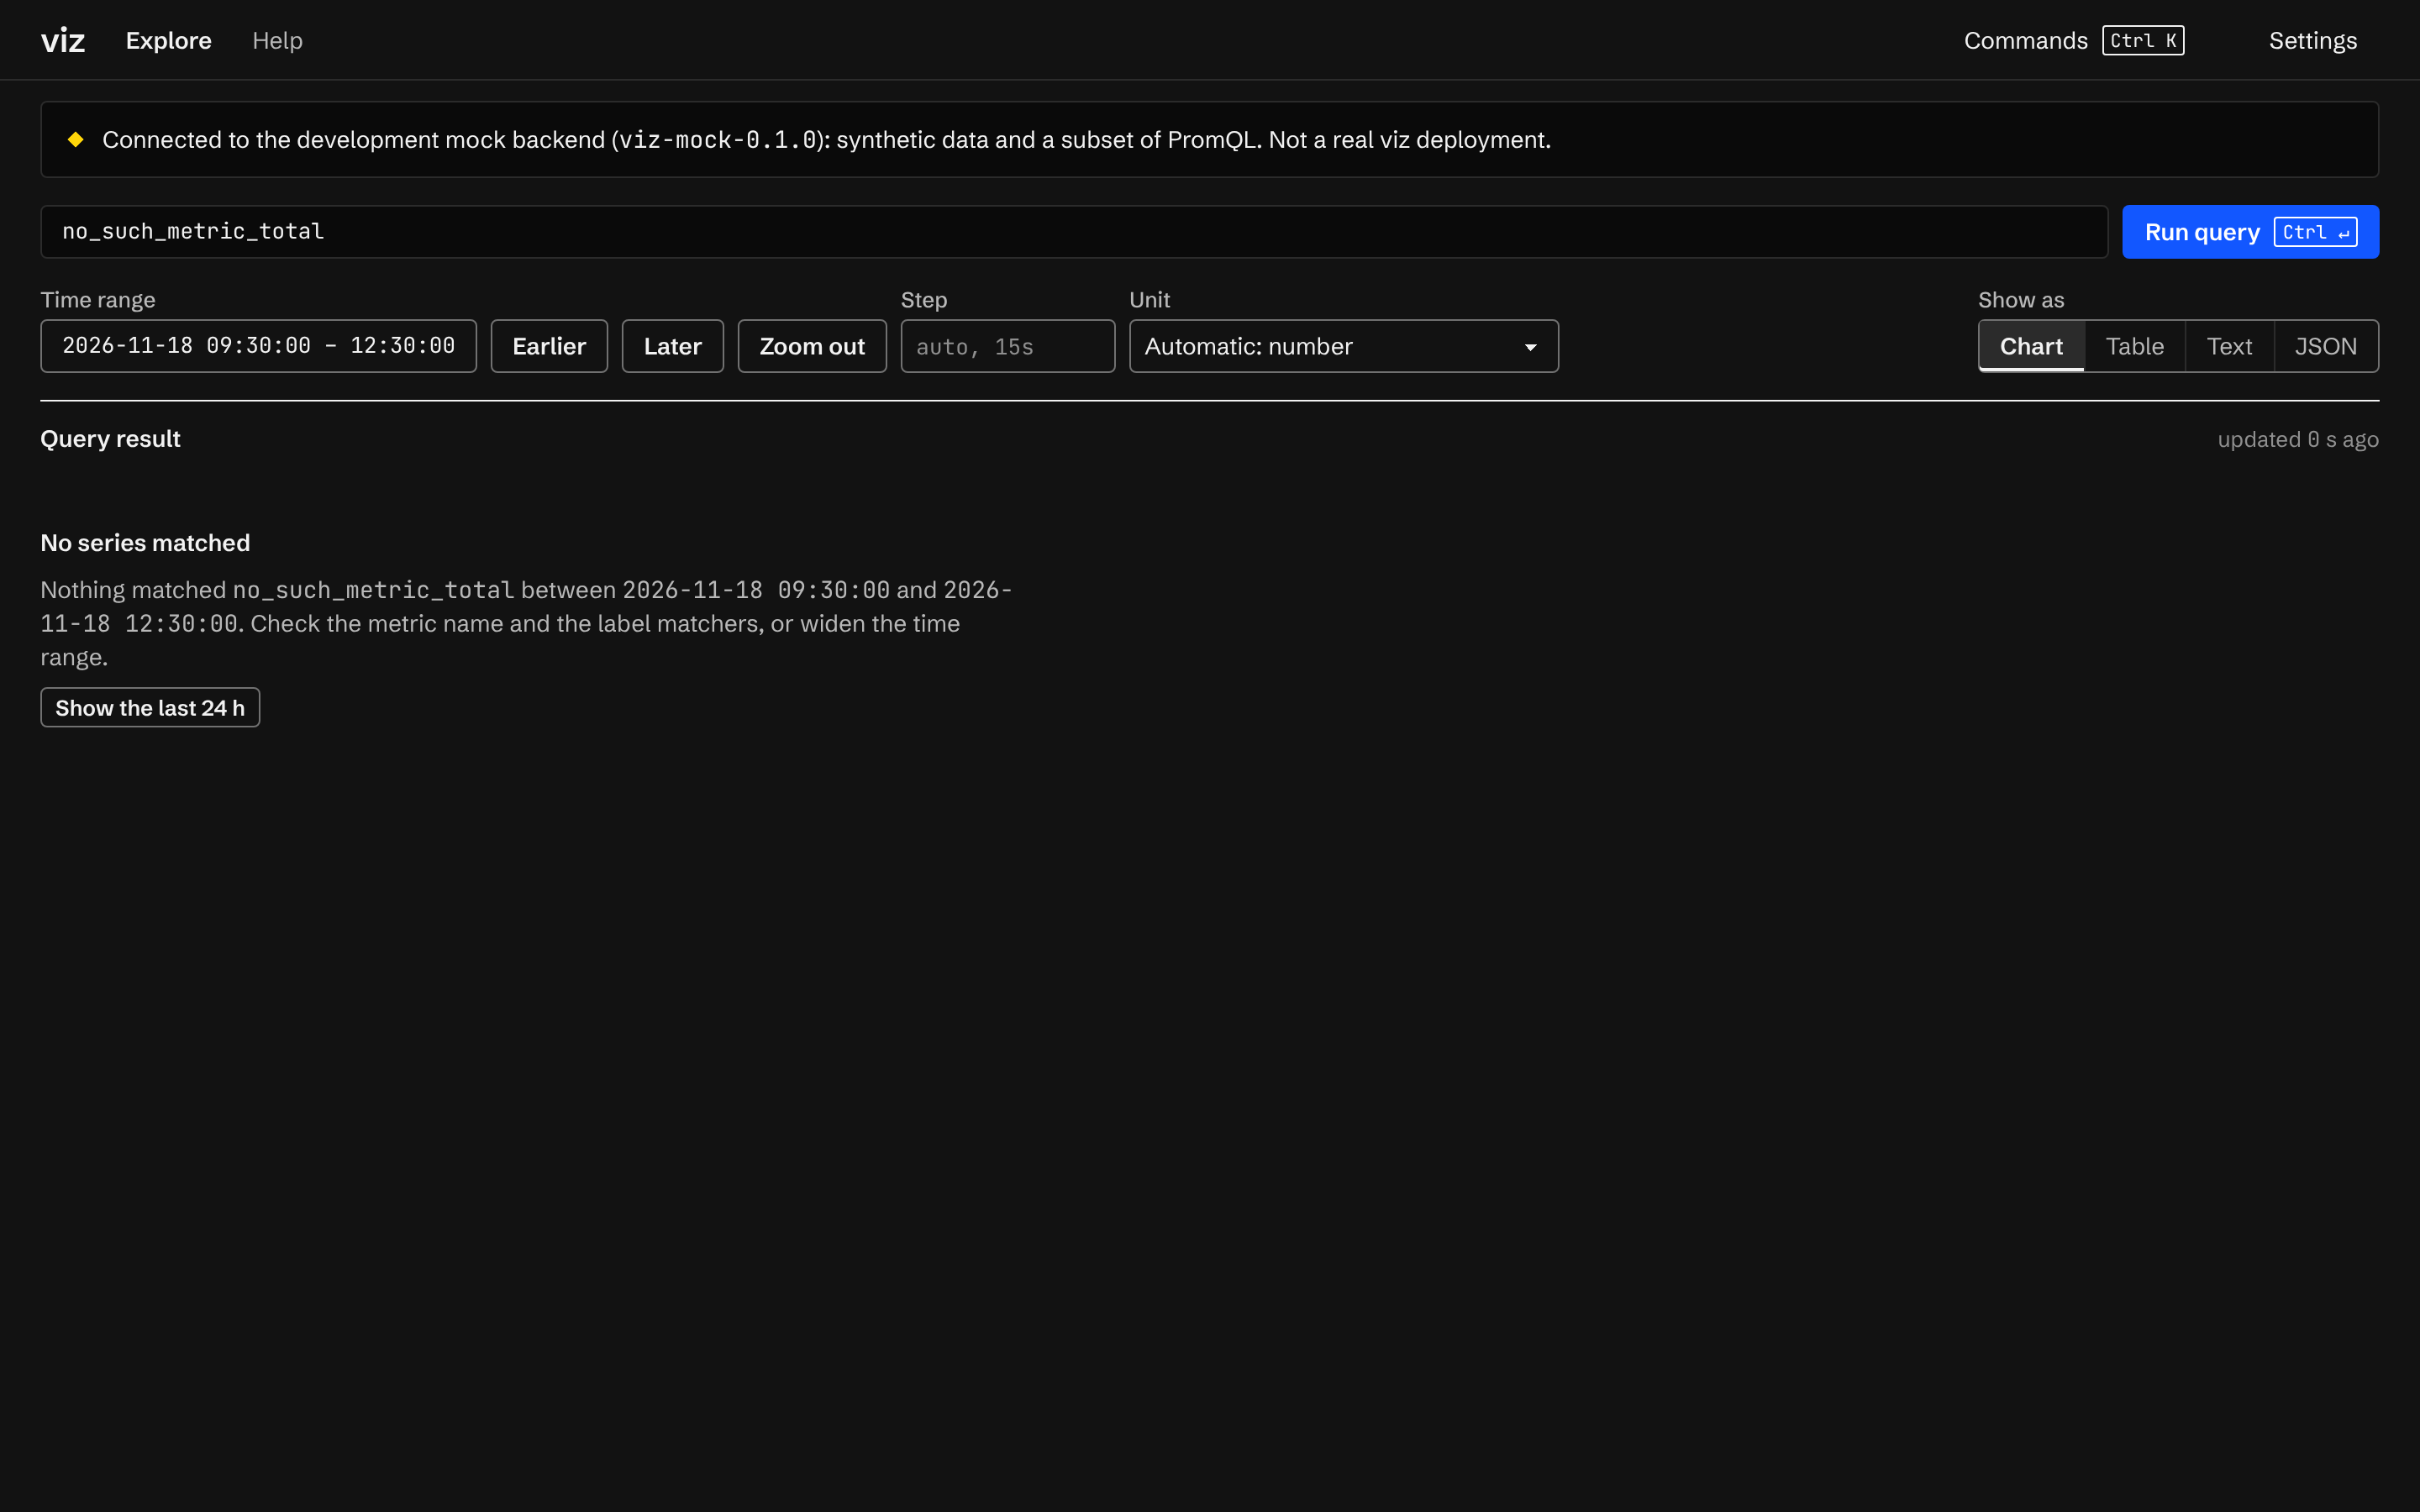 viz Explore Help Commands Ctrl K Settings
Connected to the development mock backend (viz-mock-0.1.0): synthetic data and a subset of PromQL. Not a real viz deployment.
no_such_metric_total Run query Ctrl ↵
Time range Step Unit Show as
2026-11-18 09:30:00 – 12:30:00 Earlier Later Zoom out auto, 15s Automatic: number Chart Table Text JSON
Query result updated 0 s ago
No series matched
Nothing matched no_such_metric_total between 2026-11-18 09:30:00 and 2026-
11-18 12:30:00. Check the metric name and the label matchers, or widen the time
range.
Show the last 24 h